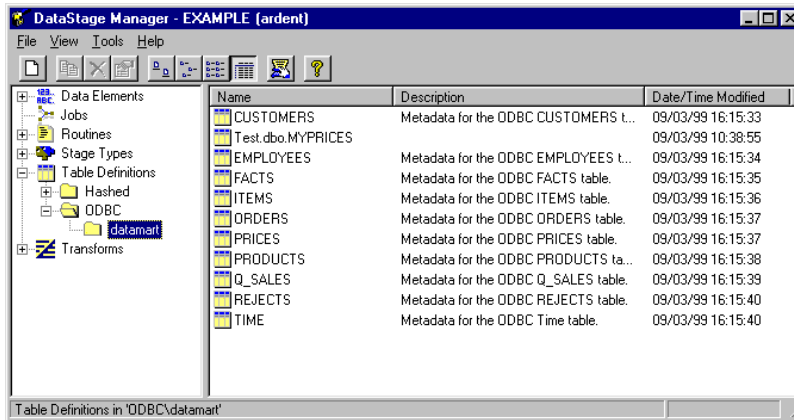 DataStage Manager - EXAMPLE (ardent)
File View Tools Help
Data Elements
Jobs
Routines
Stage Types
Table Definitions
Hashed
ODBC
datamart
Transforms
Name Description Date/Time Modified
CUSTOMERS Metadata for the ODBC CUSTOMERS t... 09/03/99 16:15:33
Test.dbo.MYPRICES 09/03/99 10:38:55
EMPLOYEES Metadata for the ODBC EMPLOYEES t... 09/03/99 16:15:34
FACTS Metadata for the ODBC FACTS table. 09/03/99 16:15:35
ITEMS Metadata for the ODBC ITEMS table. 09/03/99 16:15:36
ORDERS Metadata for the ODBC ORDERS table. 09/03/99 16:15:37
PRICES Metadata for the ODBC PRICES table. 09/03/99 16:15:37
PRODUCTS Metadata for the ODBC PRODUCTS ta... 09/03/99 16:15:38
Q_SALES Metadata for the ODBC Q_SALES table. 09/03/99 16:15:39
REJECTS Metadata for the ODBC REJECTS table. 09/03/99 16:15:40
TIME Metadata for the ODBC Time table. 09/03/99 16:15:40
Table Definitions in 'ODBC\datamart'